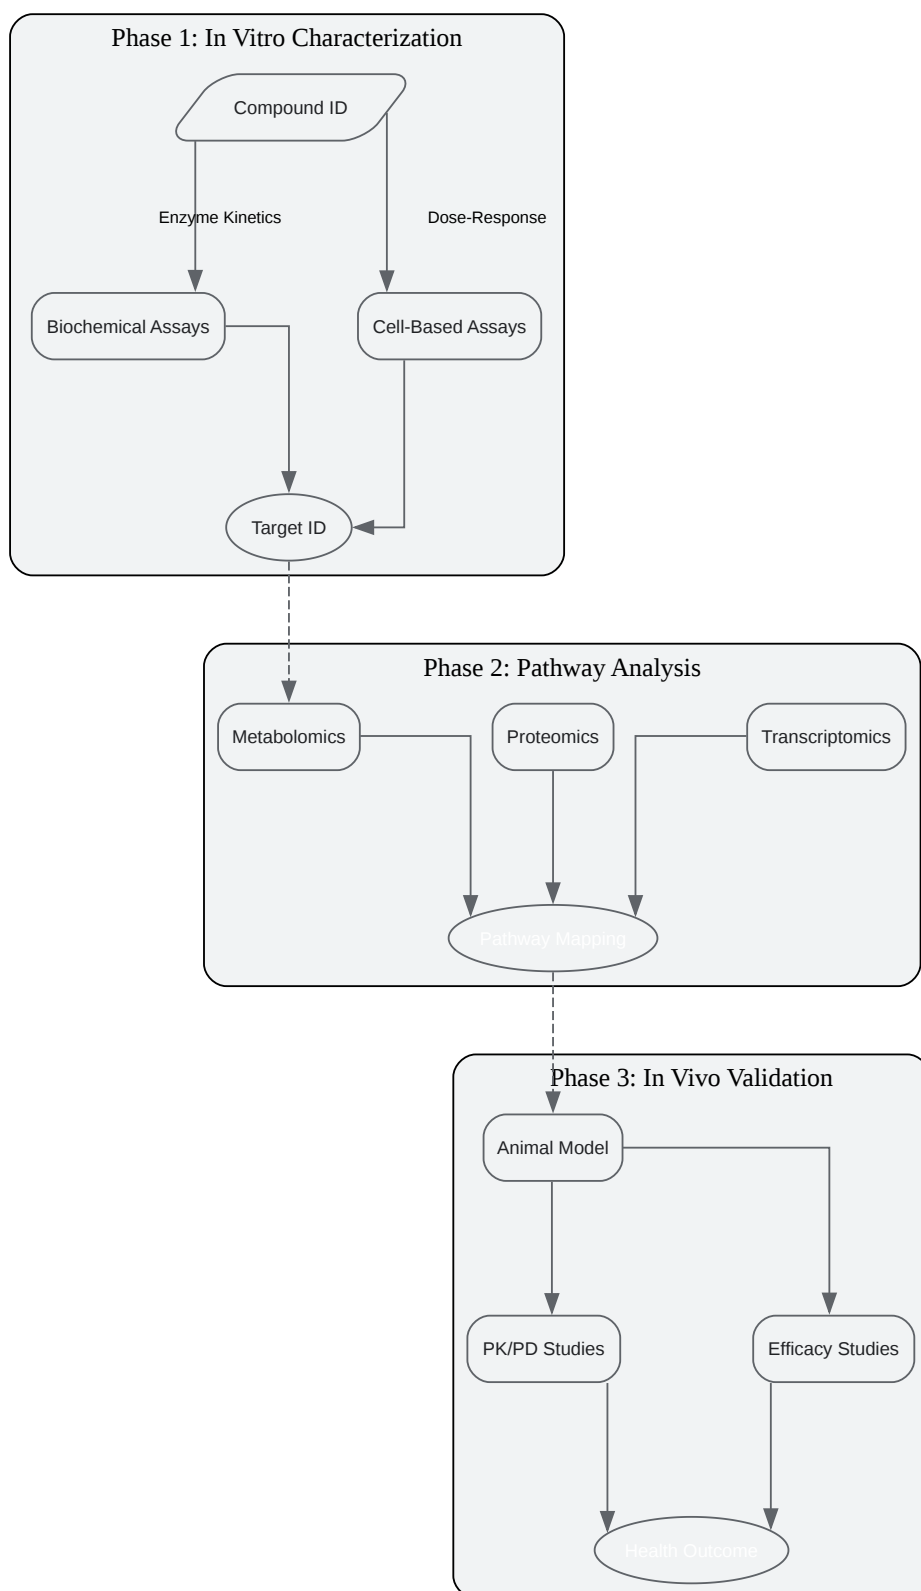 Phase 1: In Vitro Characterization
Compound ID
Enzyme Kinetics
Dose-Response
Biochemical Assays
Cell-Based Assays
Target ID
Phase 2: Pathway Analysis
Metabolomics
Proteomics
Transcriptomics
Pathway Mapping
Phase 3: In Vivo Validation
Animal Model
PK/PD Studies
Efficacy Studies
Health Outcome